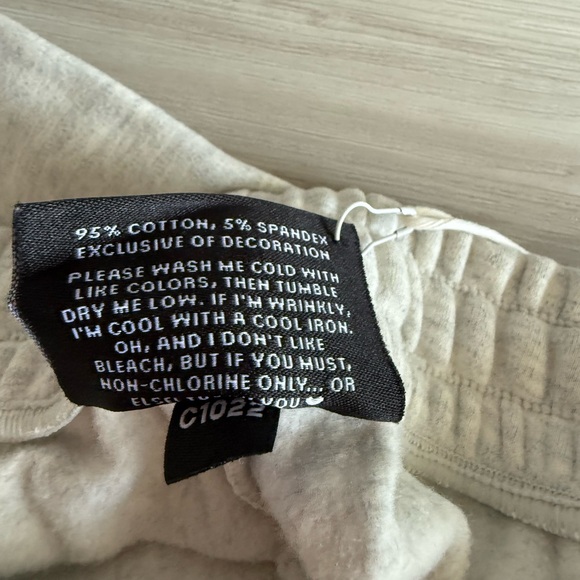 95% COTTON, 5% SPANDEX
EXCLUSIVE OF DECORATION
PLEASE WASH ME COLD WITH
LIKE COLORS, THEN TUMBLE
DRY ME LOW. IF I'M WRINKLY,
I'M COOL WITH A COOL IRON.
OH, AND I DON'T LIKE
BLEACH, BUT IF YOU MUST,
NON-CHLORINE ONLY... OR
ELSE!
C1022